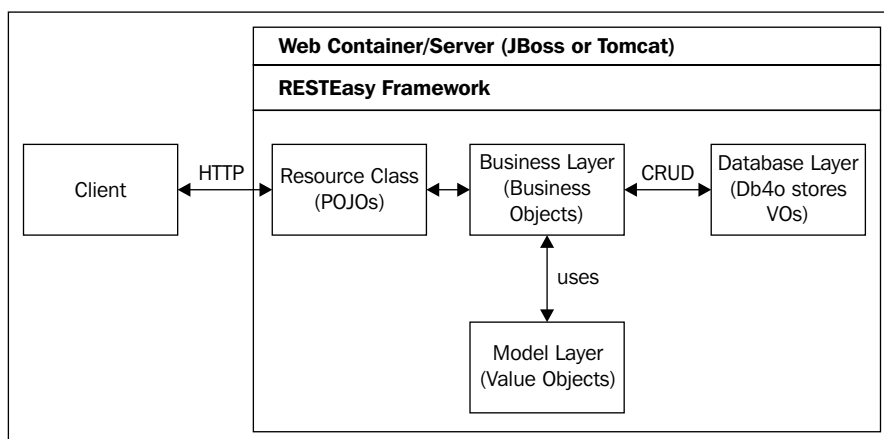 Web Container/Server (JBoss or Tomcat)
RESTEasy Framework
Client
HTTP
Resource Class
(POJOs)
Business Layer
(Business
Objects)
CRUD
Database Layer
(Db4o stores
VOs)
uses
Model Layer
(Value Objects)